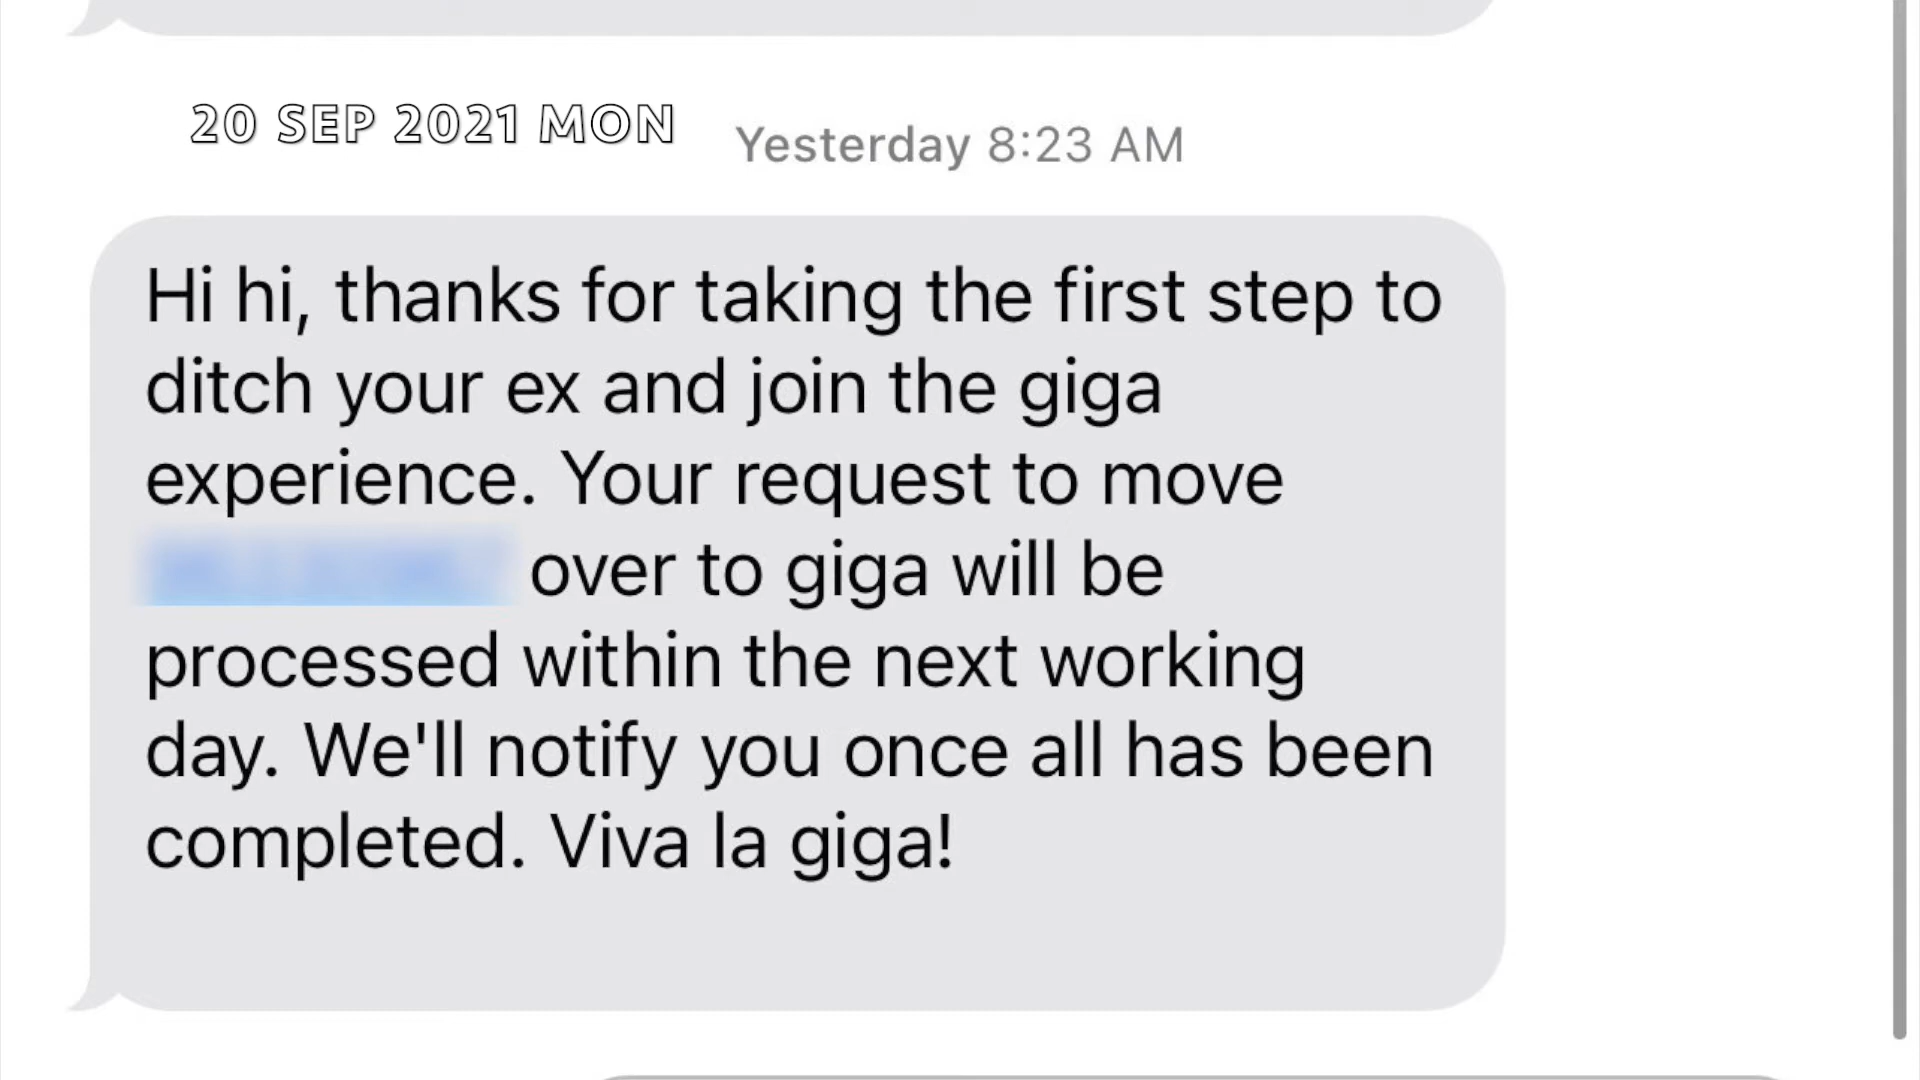 20 SEP 2021 MON
Yesterday 8:23 AM
Hi hi, thanks for taking the first step to
ditch your ex and join the giga
experience. Your request to move
over to giga will be
processed within the next working
day. We'll notify you once all has been
completed. Viva la giga!